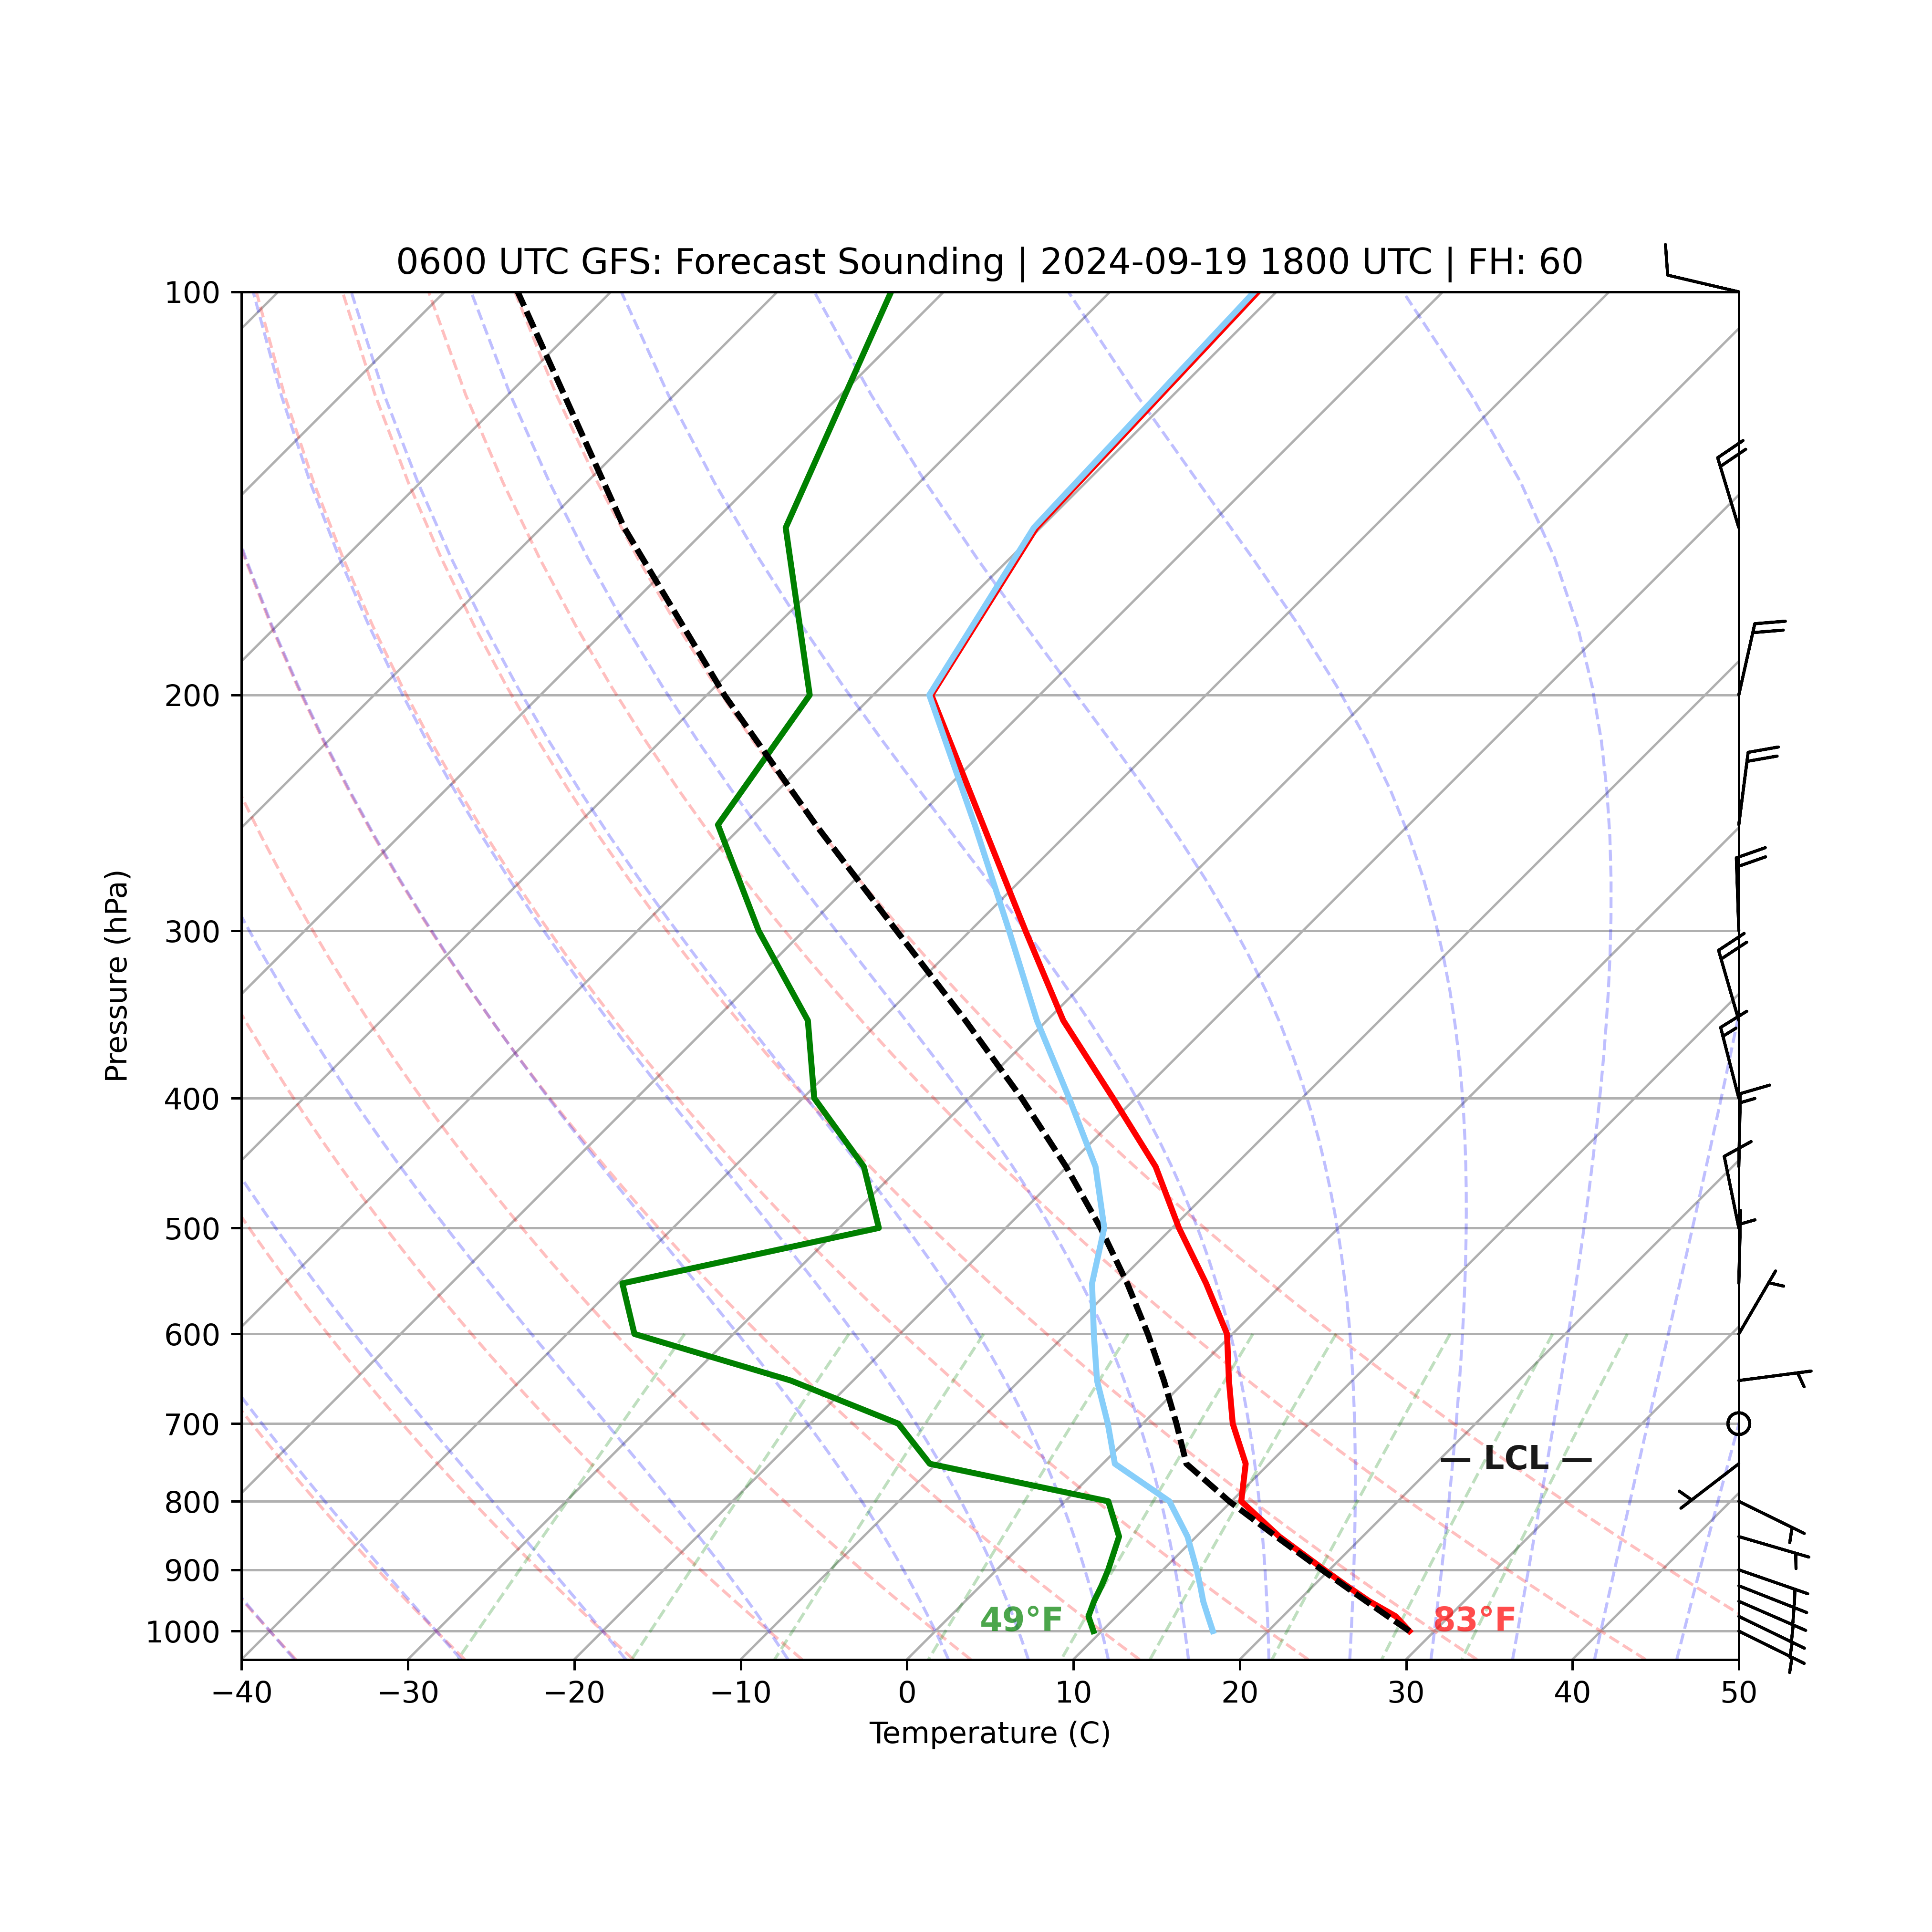 0600 UTC GFS: Forecast Sounding | 2024-09-19 1800 UTC | FH: 60
100
200
300
400
500
600
700
800
900
1000
Pressure (hPa)
— LCL —
49°F
83°F
−40 −30 −20 −10 0 10 20 30 40 50
Temperature (C)